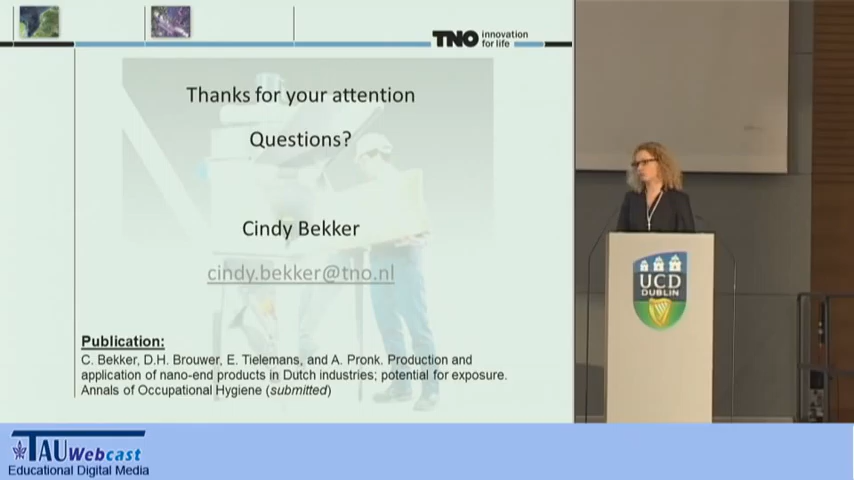 TNO innovation
for life
Thanks for your attention
Questions?
Cindy Bekker
cindy.bekker@tno.nl
Publication:
C. Bekker, D.H. Brouwer, E. Tielemans, and A. Pronk. Production and
application of nano-end products in Dutch industries; potential for exposure.
Annals of Occupational Hygiene (submitted)
UCD
DUBLIN
TAU Webcast
Educational Digital Media